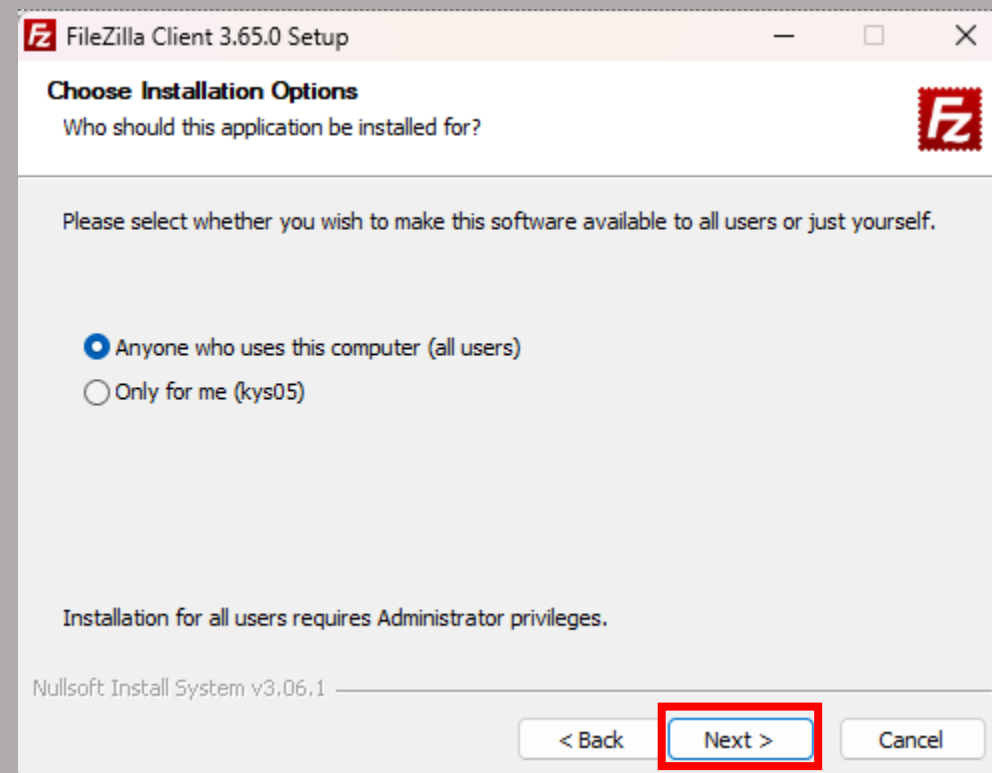 FileZilla Client 3.65.0 Setup
Choose Installation Options
Who should this application be installed for?
Fz
Please select whether you wish to make this software available to all users or just yourself.
Anyone who uses this computer (all users)
Only for me (kys05)
Installation for all users requires Administrator privileges.
Nullsoft Install System v3.06.1
< Back Next > Cancel